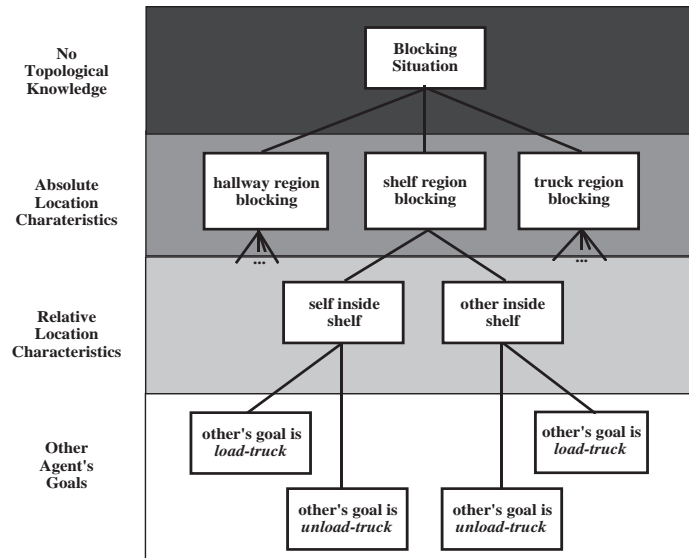 No
Topological
Knowledge
Blocking
Situation
Absolute
Location
Charateristics
hallway region
blocking
shelf region
blocking
truck region
blocking
...
...
Relative
Location
Characteristics
self inside
shelf
other inside
shelf
Other
Agent's
Goals
other's goal is
load-truck
other's goal is
load-truck
other's goal is
unload-truck
other's goal is
unload-truck